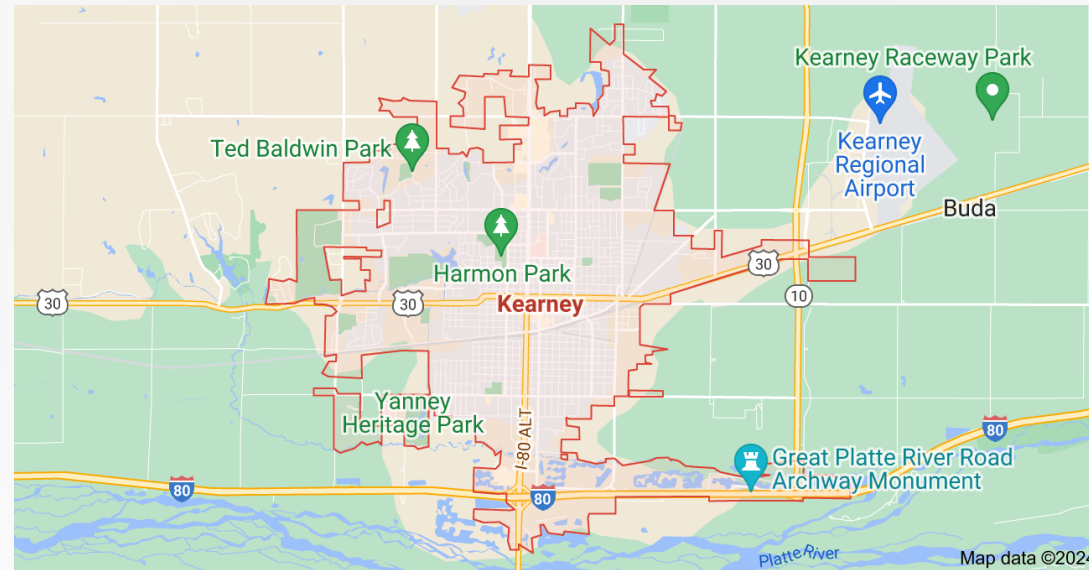 Kearney Raceway Park
Ted Baldwin Park
Kearney
Regional
Airport
Buda
Harmon Park
30
30
30
Kearney
10
Yanney
Heritage Park
I-80 ALT
80
Great Platte River Road
Archway Monument
80
80
Platte River
Map data ©2024